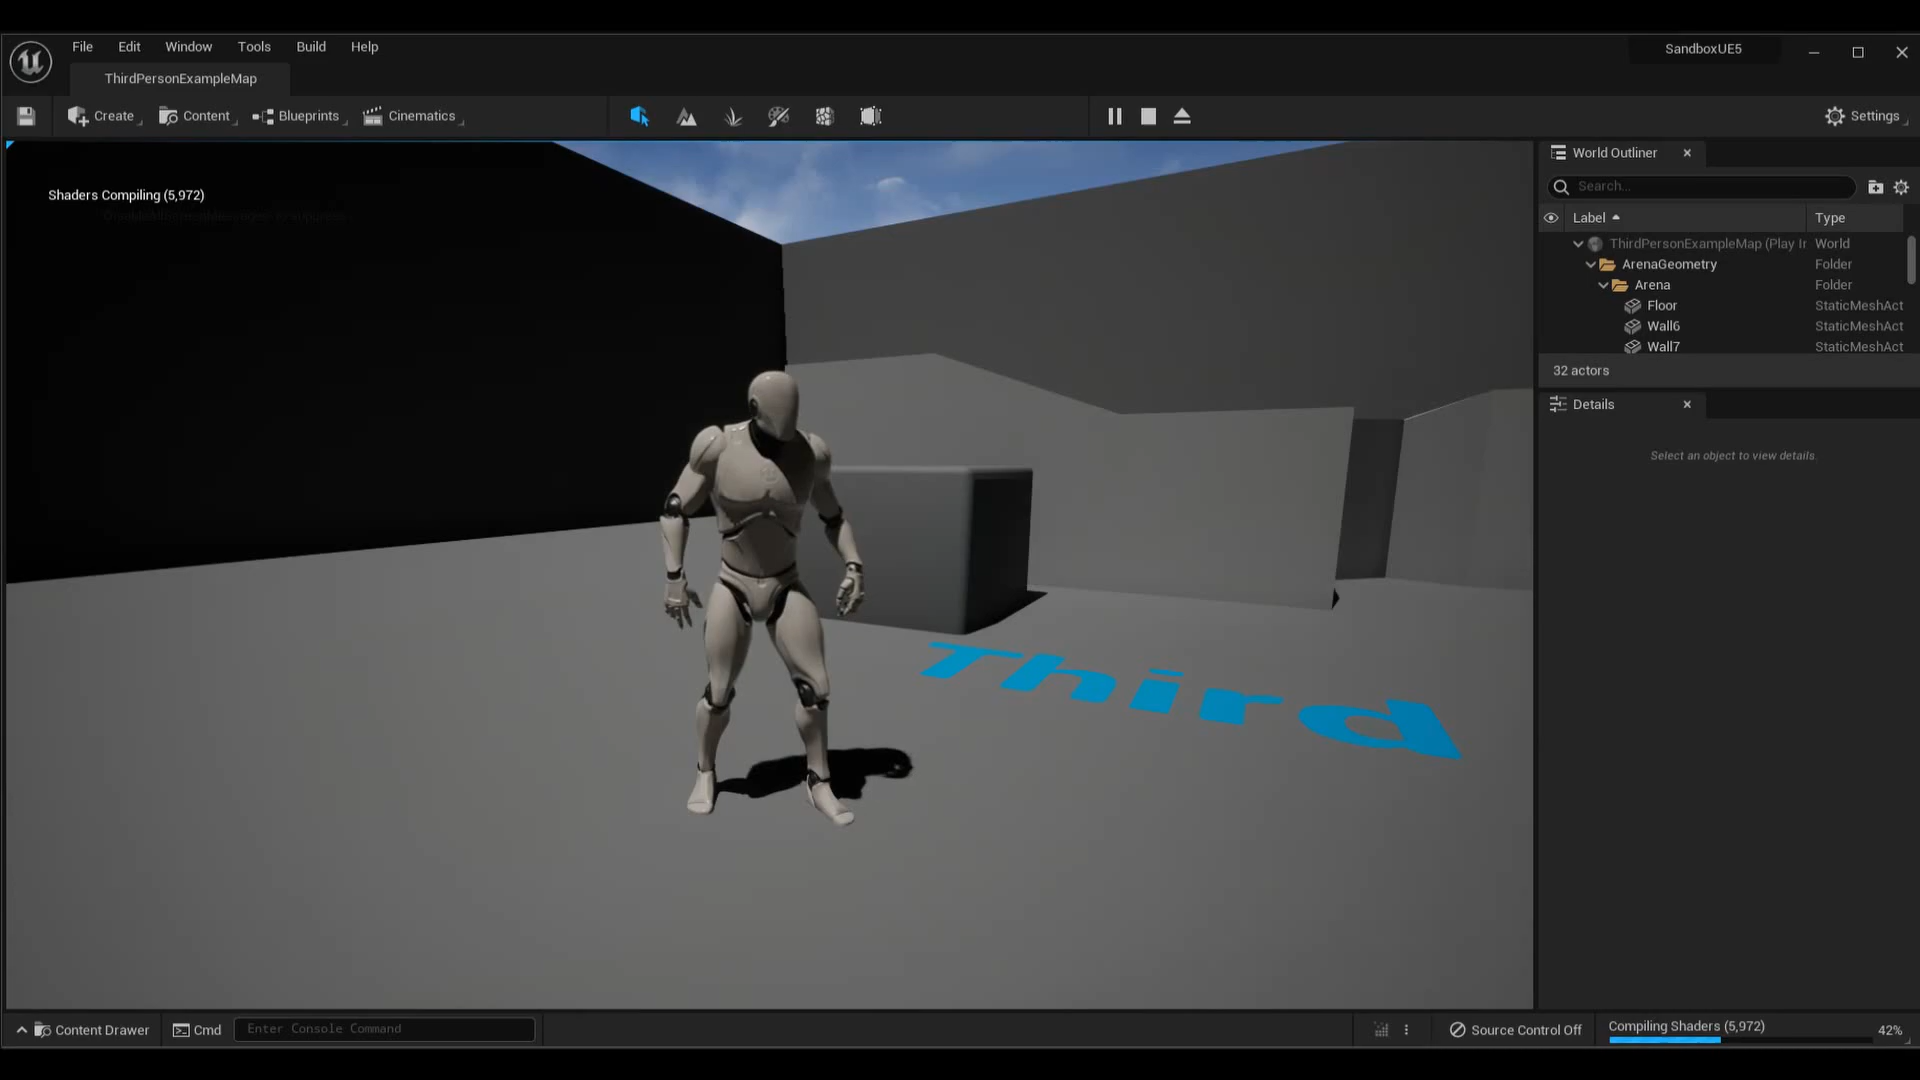 File Edit Window Tools Build Help
SandboxUE5
ThirdPersonExampleMap
Create Content Blueprints Cinematics
Settings
World Outliner
Shaders Compiling (5,972)
Search...
Label Type
ThirdPersonExampleMap (Play Ir World
ArenaGeometry Folder
Arena Folder
Floor StaticMeshAct
Wall6 StaticMeshAct
Wall7 StaticMeshAct
32 actors
Details
Select an object to view details.
Third
Content Drawer Cmd Enter Console Command
Source Control Off
Compiling Shaders (5,972) 42%